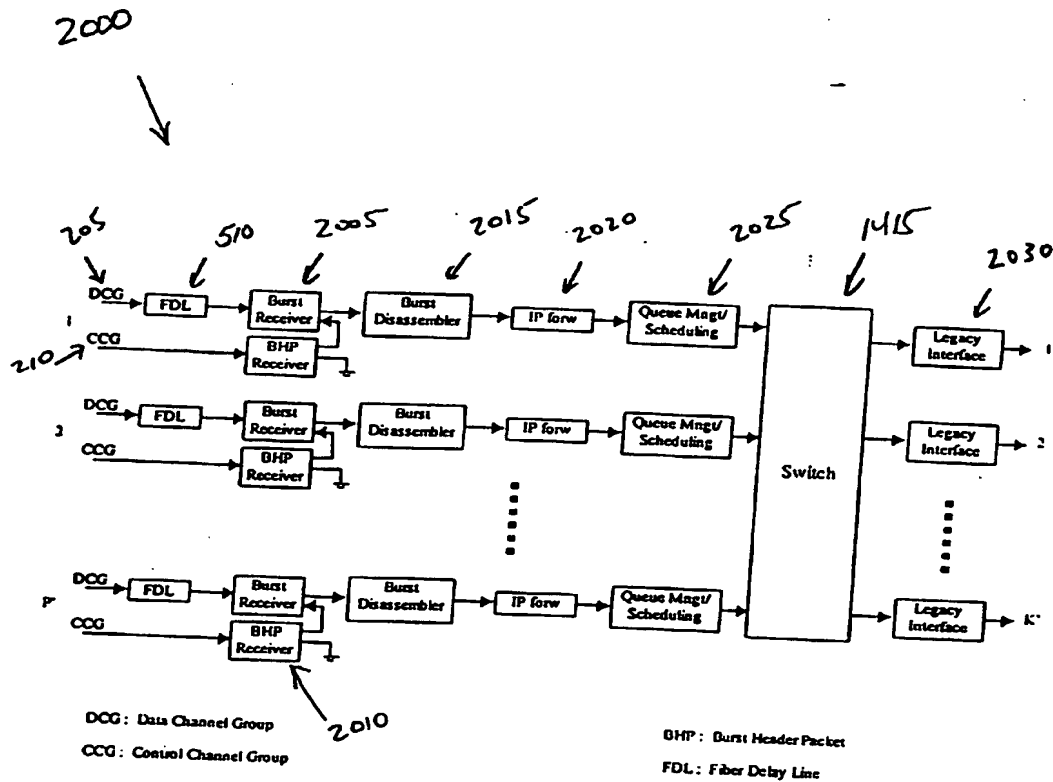 2000
205
510
2005
2015
2020
2025
1415
2030
DCG
FDL
Burst
Receiver
Burst
Disassembler
IP forw
Queue Mngt/
Scheduling
Legacy
Interface
1
1
210
CCG
BHP
Receiver
DCG
FDL
Burst
Receiver
Burst
Disassembler
IP forw
Queue Mngt/
Scheduling
Legacy
Interface
2
2
CCG
BHP
Receiver
Switch
DCG
FDL
Burst
Receiver
Burst
Disassembler
IP forw
Queue Mngt/
Scheduling
Legacy
Interface
K'
P'
CCG
BHP
Receiver
2010
DCG : Data Channel Group
BHP : Burst Header Packet
CCG : Control Channel Group
FDL : Fiber Delay Line